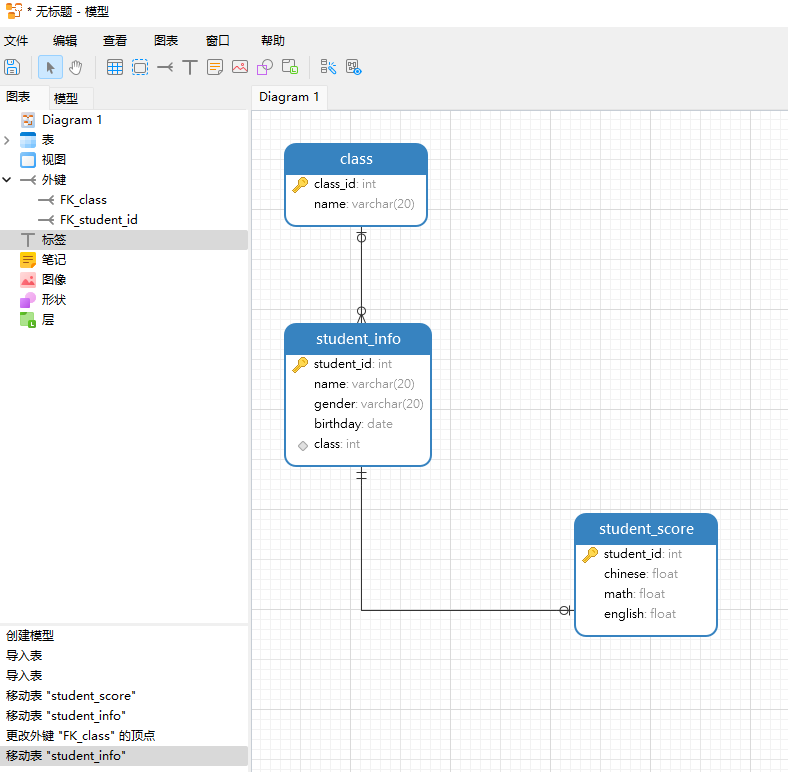 * 无标题 - 模型
文件 编辑 查看 图表 窗口 帮助
图表 模型
Diagram 1
表
视图
外键
FK_class
FK_student_id
标签
笔记
图像
形状
层
创建模型
导入表
导入表
移动表 "student_score"
移动表 "student_info"
更改外键 "FK_class" 的顶点
移动表 "student_info"
Diagram 1
class
class_id: int
name: varchar(20)
student_info
student_id: int
name: varchar(20)
gender: varchar(20)
birthday: date
class: int
student_score
student_id: int
chinese: float
math: float
english: float